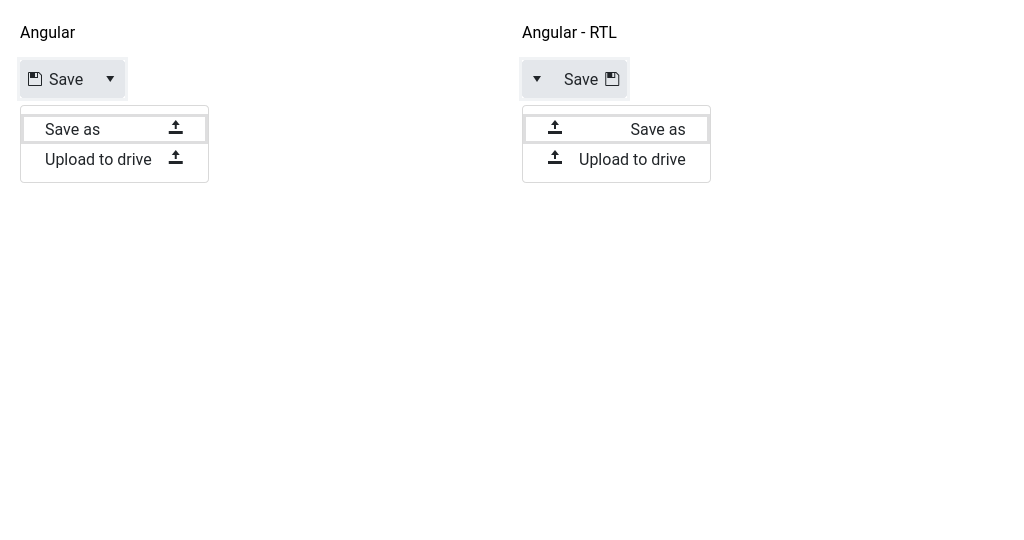 Angular
Save
Save as
Upload to drive
Angular - RTL
Save
Save as
Upload to drive